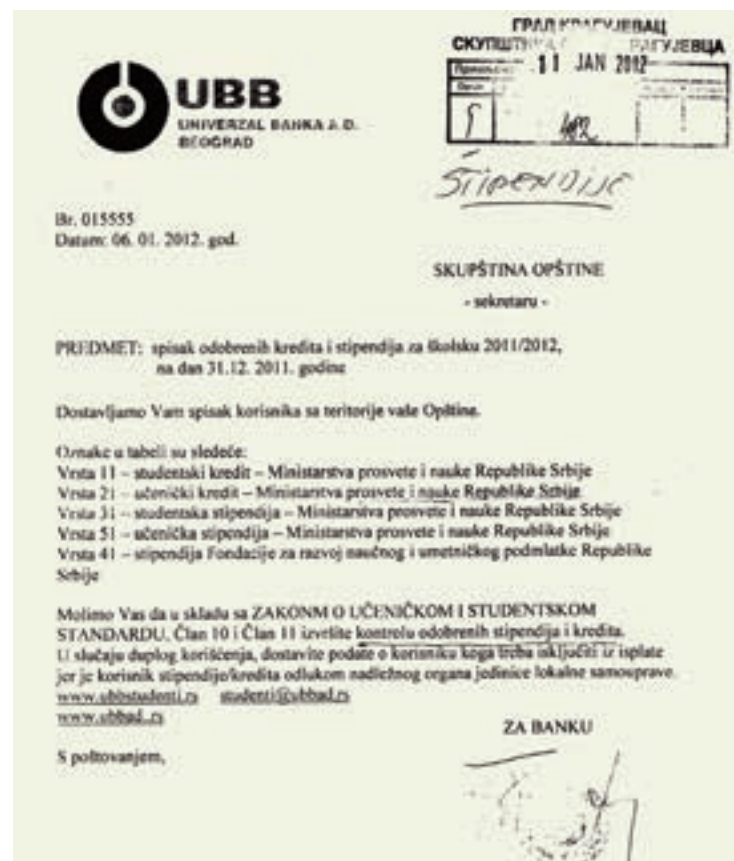 UBB
UNIVERZAL BANKA A.D.
BEOGRAD
ГРАД КРАГУЈЕВАЦ
СКУПШТИНА
11 JAN 2012
STIPENDIJE
Br. 015555
Datum: 06. 01. 2012. god.
SKUPŠTINA OPŠTINE
- sekretaru -
PREDMET: spisak odobrenih kredita i stipendija za školsku 2011/2012,
na dan 31.12. 2011. godine
Dostavljamo Vam spisak korisnika sa teritorije vaše Opštine.
Oznake u tabeli su sledeće:
Vrsta 11 – studentski kredit – Ministarstva prosvete i nauke Republike Srbije
Vrsta 21 – učenički kredit – Ministarstva prosvete i nauke Republike Srbije
Vrsta 31 – studentska stipendija – Ministarstva prosvete i nauke Republike Srbije
Vrsta 51 – učenička stipendija – Ministarstva prosvete i nauke Republike Srbije
Vrsta 41 – stipendija Fondacije za razvoj naučnog i umetničkog podmlatke Republike
Srbije
Molimo Vas da u skladu sa ZAKONM O UČENIČKOM I STUDENTSKOM
STANDARDU, Član 10 i Član 11 izvršite kontrolu odobrenih stipendija i kredita.
U slučaju duplog korišćenja, dostavite podate o korisniku koga treba isključiti iz isplate
jer je korisnik stipendije/kredita odlukom nadležnog organa jedinice lokalne samouprave.
www.ubbstudenti.rs studenti@ubbad.rs
www.ubbad.rs
ZA BANKU
S poštovanjem,